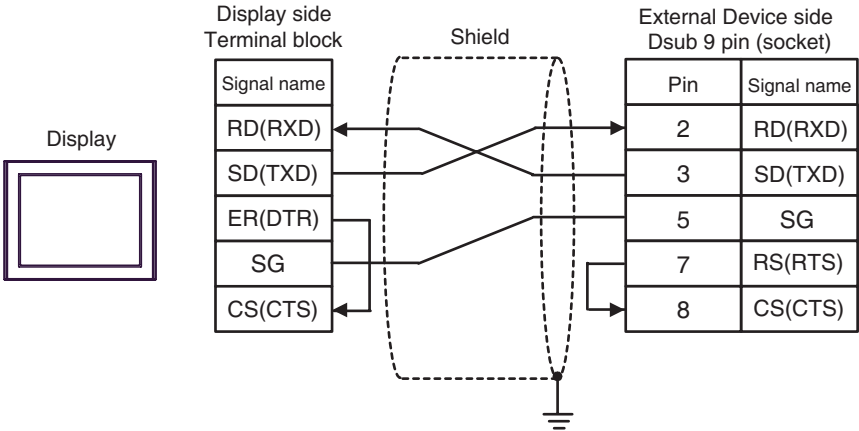 Display side
Terminal block
Shield
External Device side
Dsub 9 pin (socket)
Display
Signal name
RD(RXD)
SD(TXD)
ER(DTR)
SG
CS(CTS)
Pin Signal name
2 RD(RXD)
3 SD(TXD)
5 SG
7 RS(RTS)
8 CS(CTS)